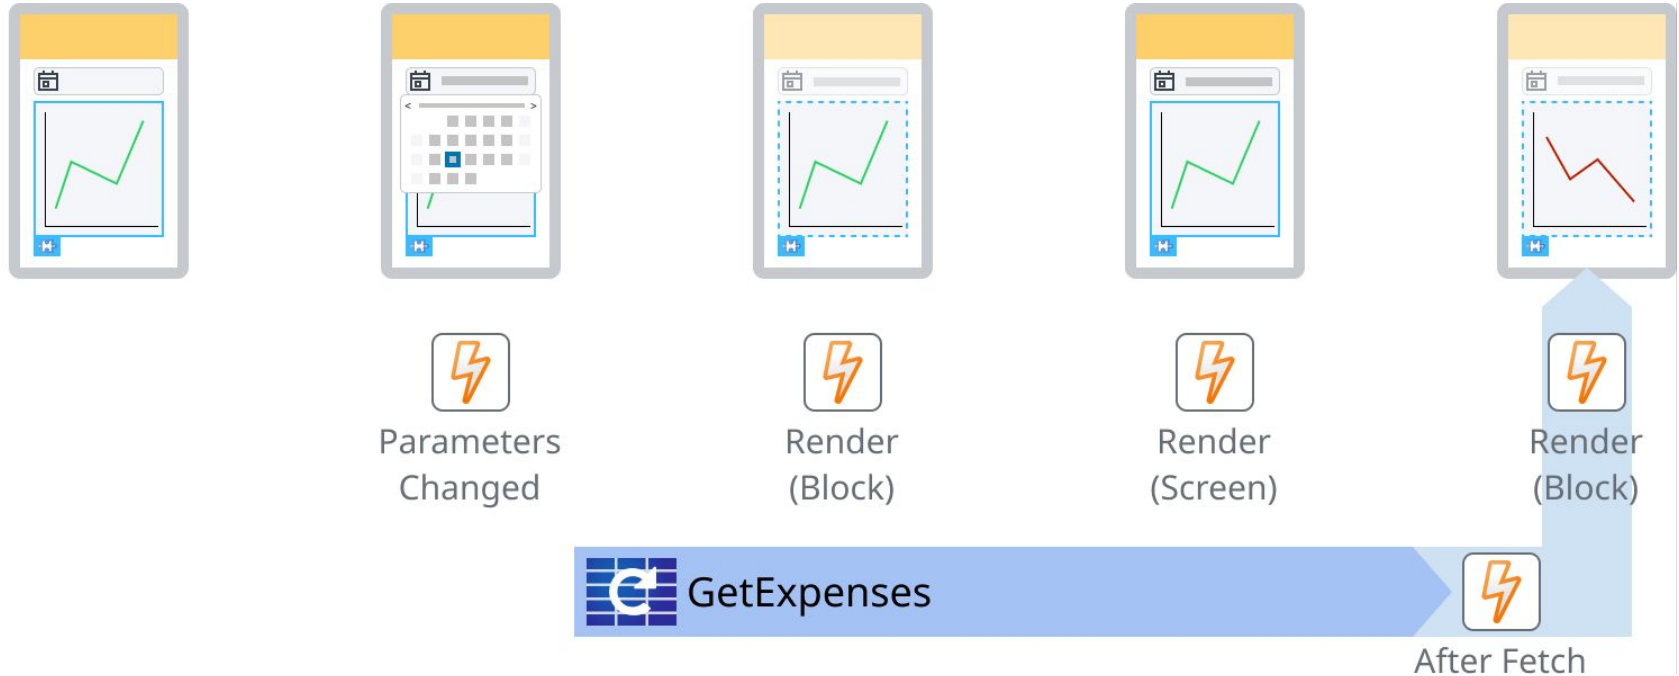 Parameters
Changed
Render
(Block)
Render
(Screen)
Render
(Block)
GetExpenses
After Fetch